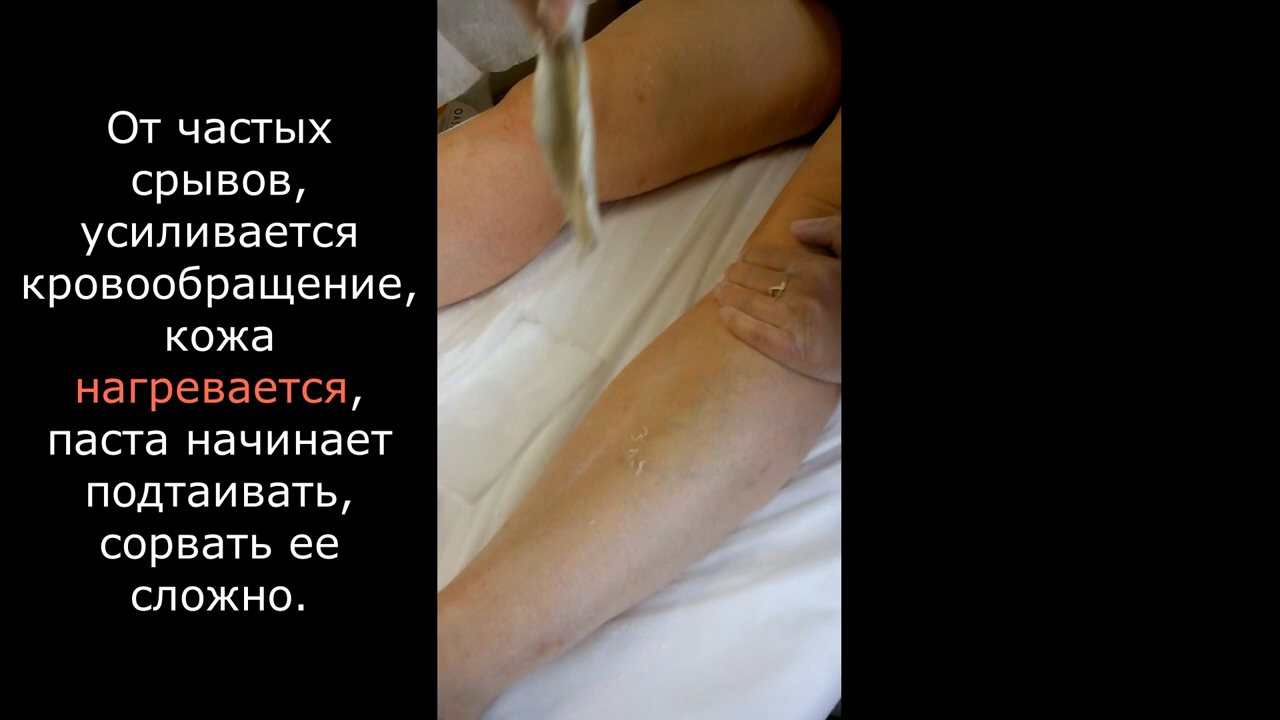 От частых
срывов,
усиливается
кровообращение,
кожа
нагревается,
паста начинает
подтаивать,
сорвать ее
сложно.